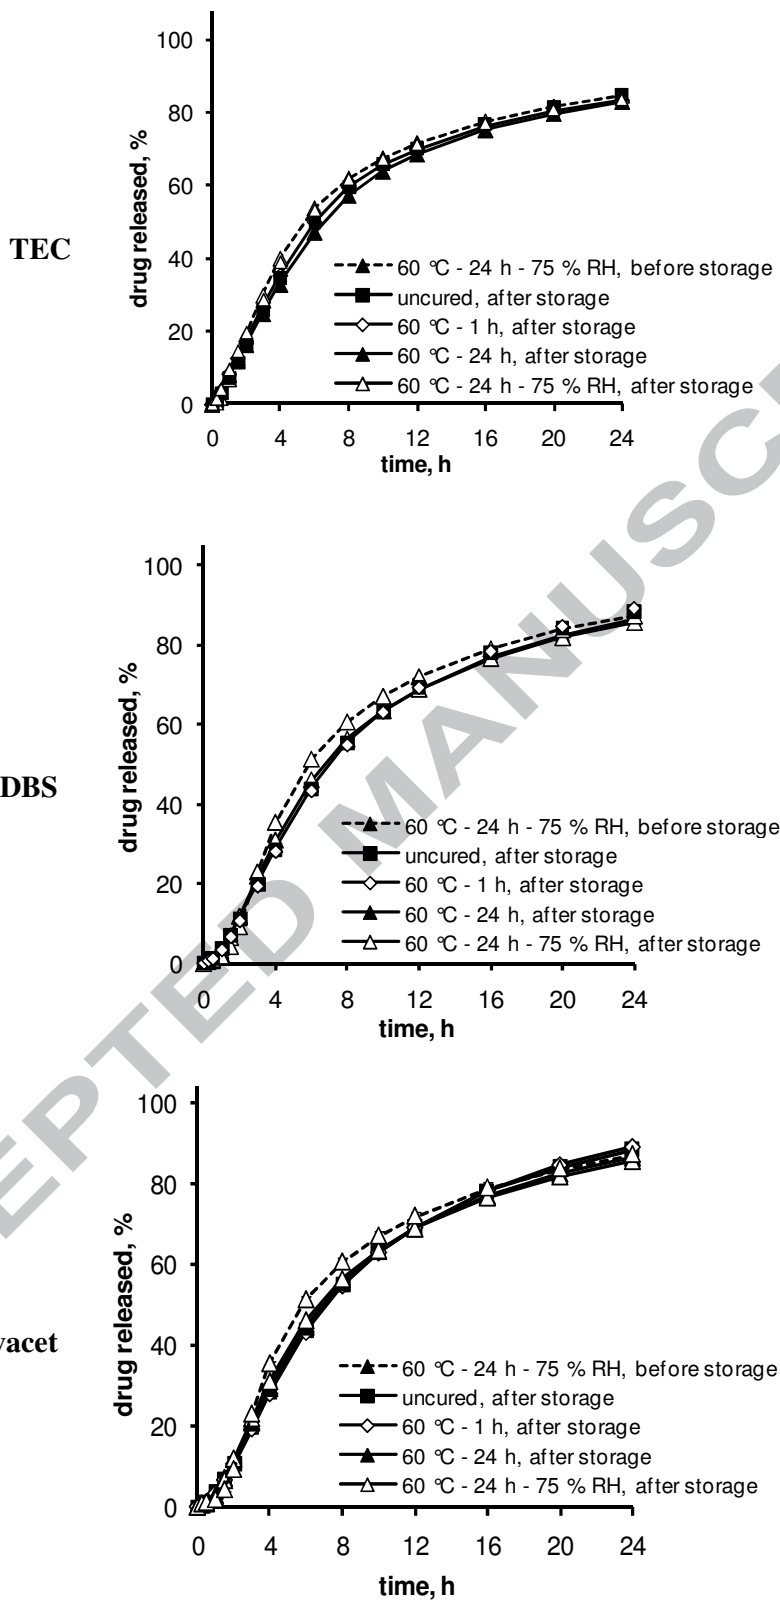 100
80
60
40
20
0
drug released, %
TEC
60 °C - 24 h - 75 % RH, before storage
uncured, after storage
60 °C - 1 h, after storage
60 °C - 24 h, after storage
60 °C - 24 h - 75 % RH, after storage
0 4 8 12 16 20 24
time, h
100
80
60
40
20
0
drug released, %
DBS
60 °C - 24 h - 75 % RH, before storage
uncured, after storage
60 °C - 1 h, after storage
60 °C - 24 h, after storage
60 °C - 24 h - 75 % RH, after storage
0 4 8 12 16 20 24
time, h
100
80
60
40
20
0
drug released, %
vacet
60 °C - 24 h - 75 % RH, before storage
uncured, after storage
60 °C - 1 h, after storage
60 °C - 24 h, after storage
60 °C - 24 h - 75 % RH, after storage
0 4 8 12 16 20 24
time, h
EPTED MANUSC